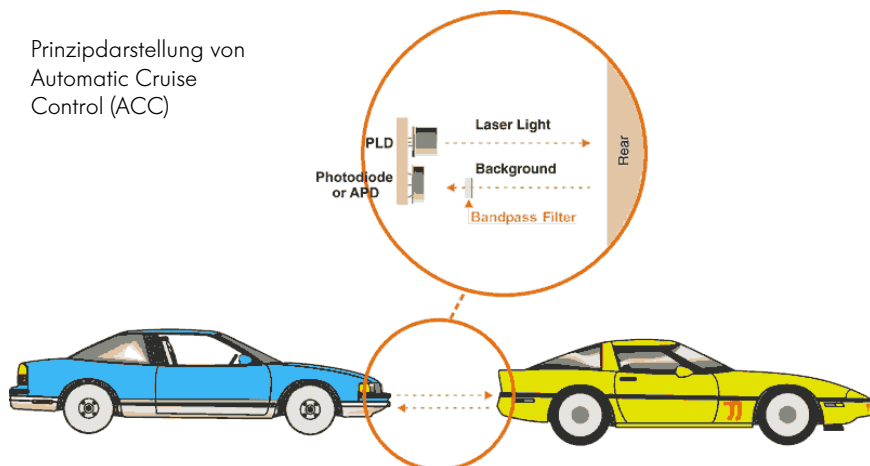 Prinzipdarstellung von
Automatic Cruise
Control (ACC)
PLD
Laser Light
Rear
Photodiode
or APD
Background
Bandpass Filter